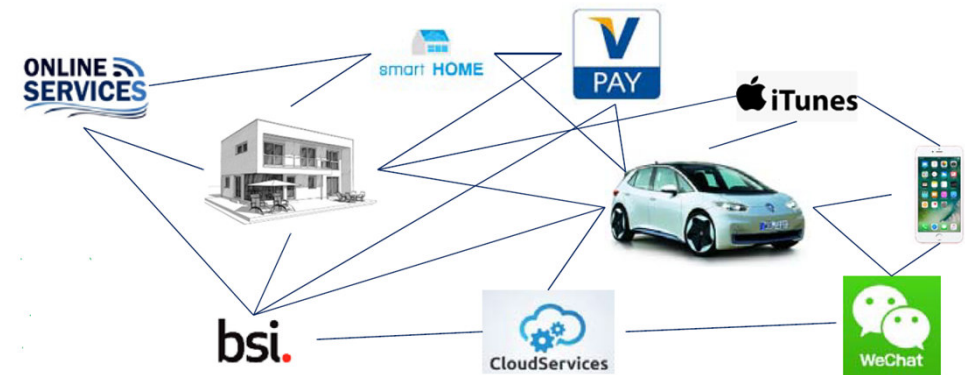 ONLINE
SERVICES
smart HOME
V
PAY
iTunes
bsi.
CloudServices
WeChat